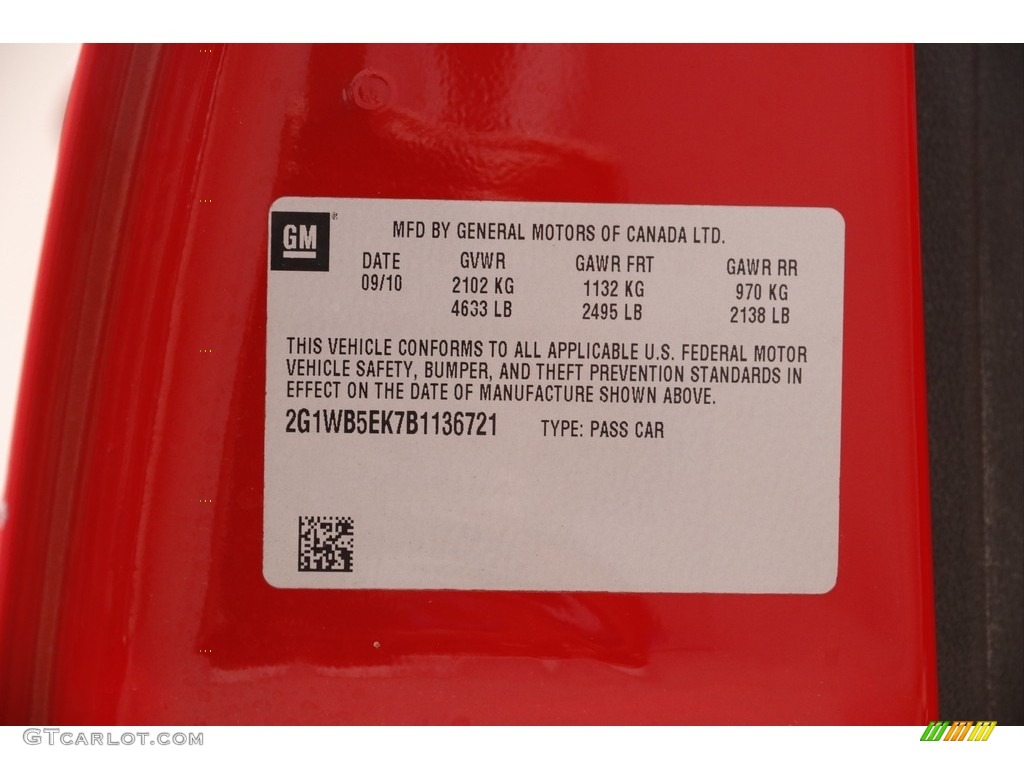 GM
MFD BY GENERAL MOTORS OF CANADA LTD.
DATE GVWR GAWR FRT GAWR RR
09/10 2102 KG 1132 KG 970 KG
4633 LB 2495 LB 2138 LB
THIS VEHICLE CONFORMS TO ALL APPLICABLE U.S. FEDERAL MOTOR
VEHICLE SAFETY, BUMPER, AND THEFT PREVENTION STANDARDS IN
EFFECT ON THE DATE OF MANUFACTURE SHOWN ABOVE.
2G1WB5EK7B1136721 TYPE: PASS CAR
GTCARLOT.COM